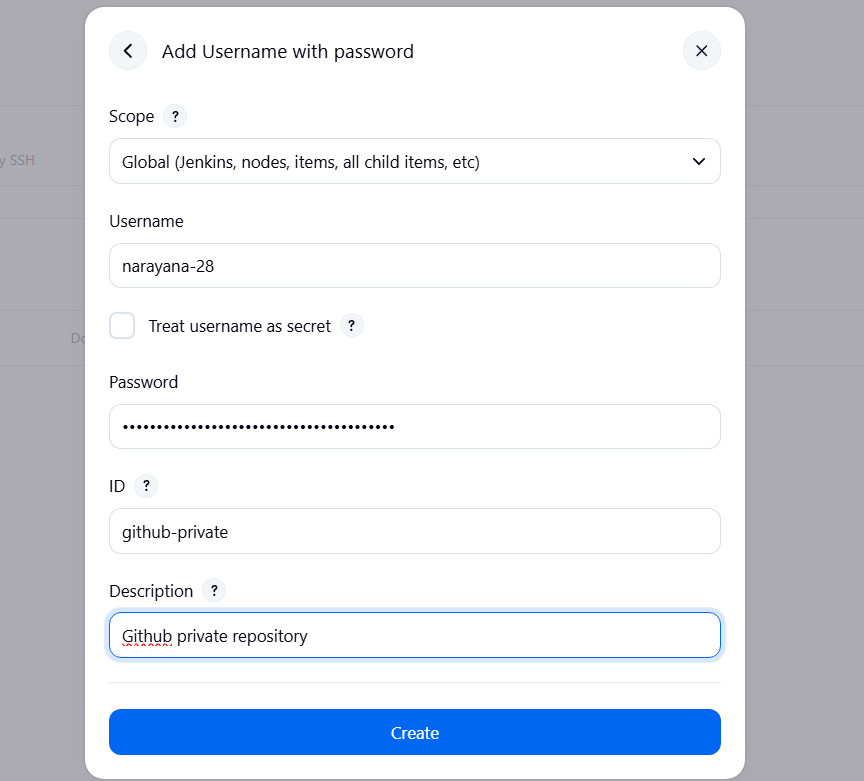 Add Username with password
Scope ?
y SSH
Global (Jenkins, nodes, items, all child items, etc)
Username
narayana-28
Treat username as secret ?
Do
Password
••••••••••••••••••••••••••••••••••••••••
ID ?
github-private
Description ?
Github private repository
Create